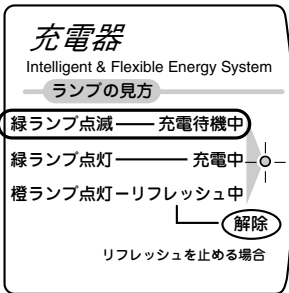 充電器
Intelligent & Flexible Energy System
ランプの見方
緑ランプ点滅 ── 充電待機中
緑ランプ点灯 ──── 充電中
橙ランプ点灯 ─ リフレッシュ中
解除
リフレッシュを止める場合